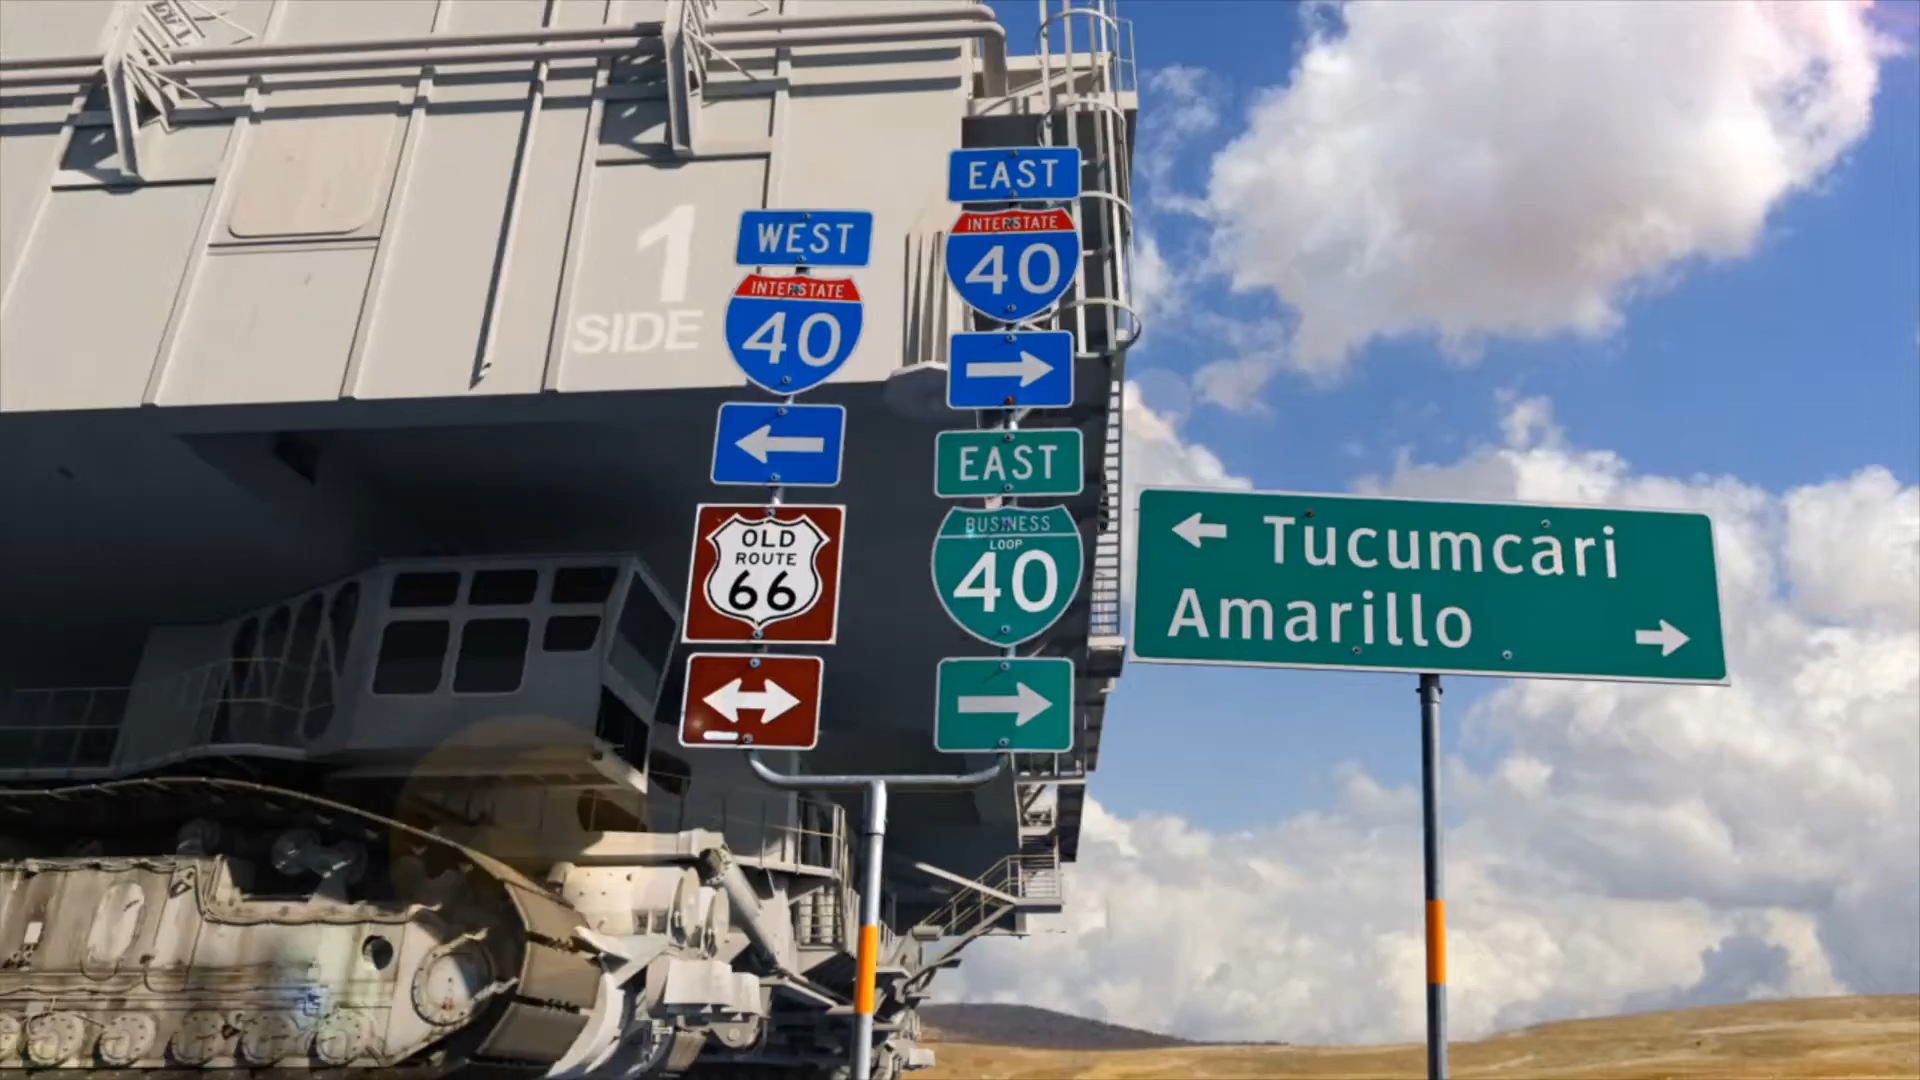 1
SIDE
WEST
INTERSTATE
40
OLD
ROUTE
66
EAST
INTERSTATE
40
EAST
BUSINESS
LOOP
40
Tucumcari
Amarillo